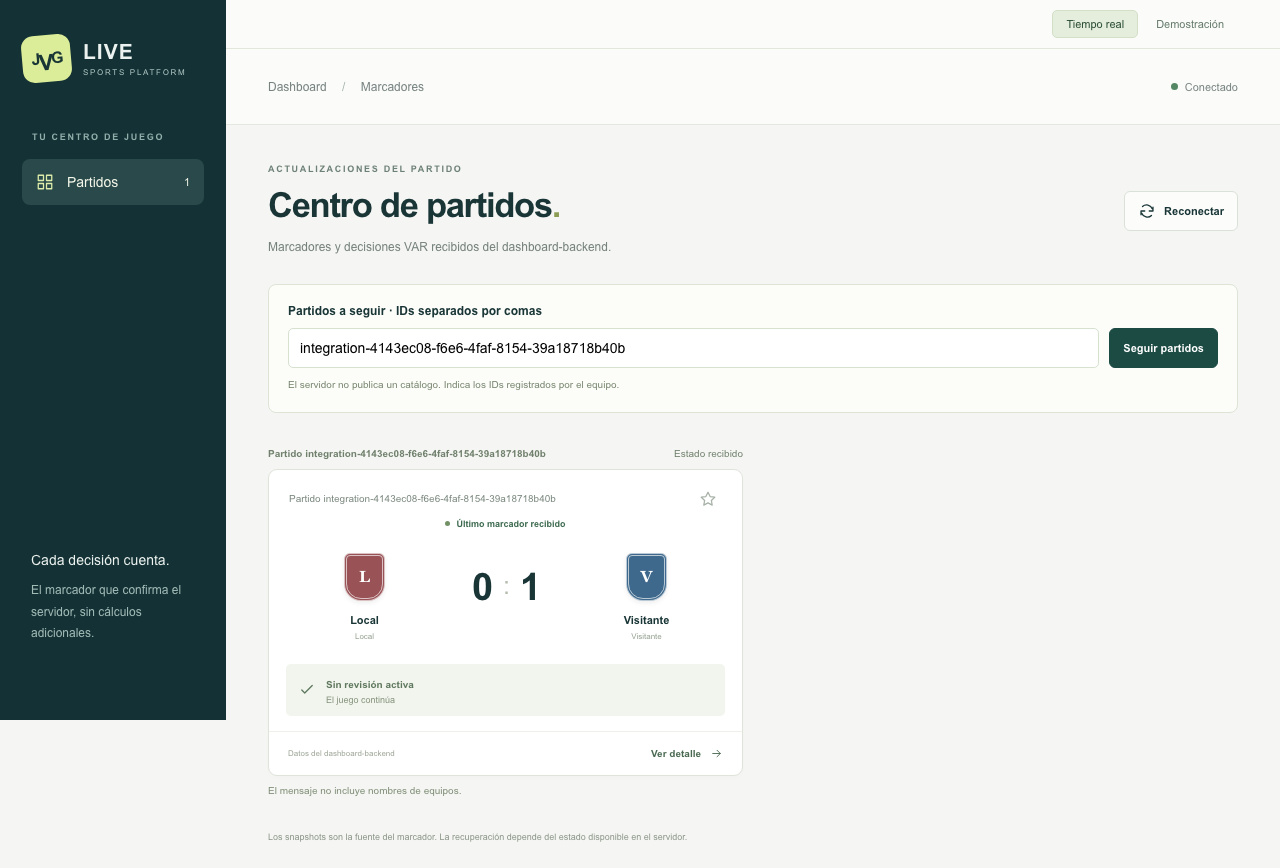 JVG
LIVE
SPORTS PLATFORM
TU CENTRO DE JUEGO
Partidos 1
Cada decisión cuenta.
El marcador que confirma el
servidor, sin cálculos
adicionales.
Tiempo real Demostración
Dashboard / Marcadores
Conectado
ACTUALIZACIONES DEL PARTIDO
Centro de partidos.
Reconectar
Marcadores y decisiones VAR recibidos del dashboard-backend.
Partidos a seguir · IDs separados por comas
integration-4143ec08-f6e6-4faf-8154-39a18718b40b
Seguir partidos
El servidor no publica un catálogo. Indica los IDs registrados por el equipo.
Partido integration-4143ec08-f6e6-4faf-8154-39a18718b40b Estado recibido
Partido integration-4143ec08-f6e6-4faf-8154-39a18718b40b
Último marcador recibido
L 0 : 1 V
Local Visitante
Local Visitante
Sin revisión activa
El juego continúa
Datos del dashboard-backend Ver detalle
El mensaje no incluye nombres de equipos.
Los snapshots son la fuente del marcador. La recuperación depende del estado disponible en el servidor.